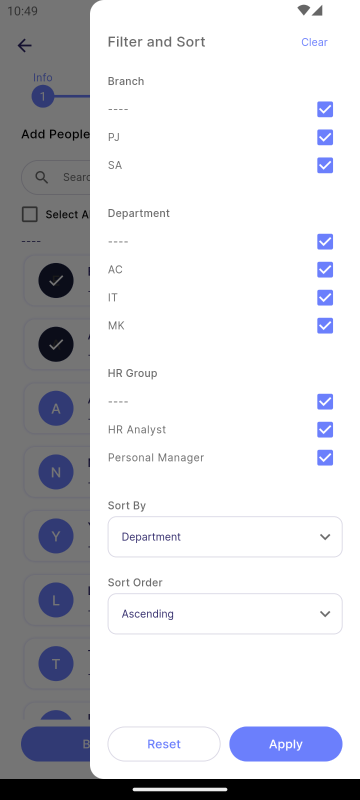 10:49
Filter and Sort
Clear
Info
1
Branch
----
PJ
SA
Add People
Select A
----
Department
----
AC
IT
MK
A
N
Y
L
T
HR Group
----
HR Analyst
Personal Manager
Sort By
Department
Sort Order
Ascending
Reset
Apply